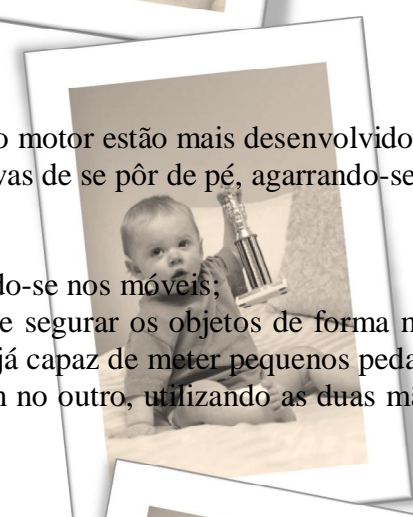 o motor estão mais desenvolvido
vas de se pôr de pé, agarrando-se
do-se nos móveis;
e segurar os objetos de forma m
já capaz de meter pequenos peda
n no outro, utilizando as duas mã